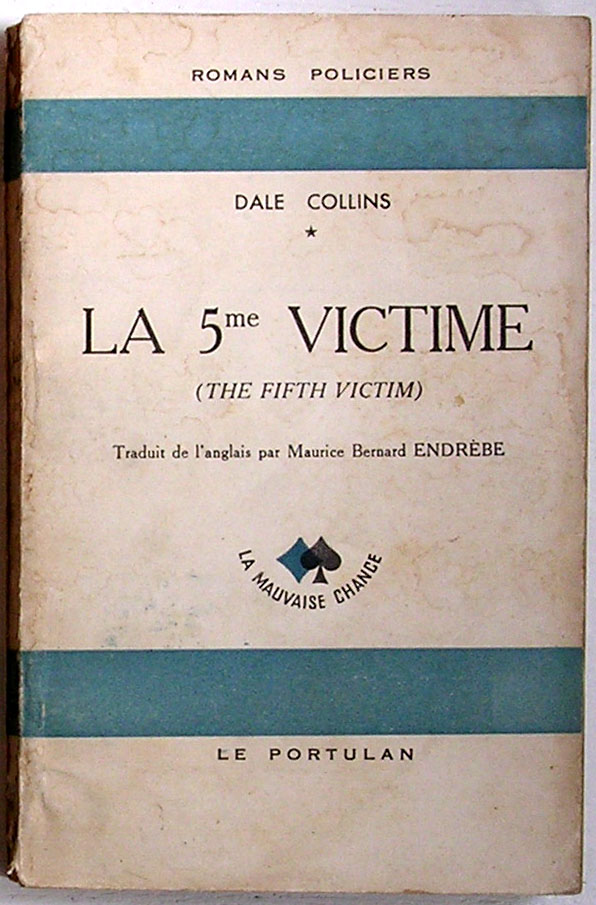 ROMANS POLICIERS
DALE COLLINS
★
LA 5me VICTIME
(THE FIFTH VICTIM)
Traduit de l'anglais par Maurice Bernard ENDRÈBE
LA MAUVAISE CHANCE
LE PORTULAN